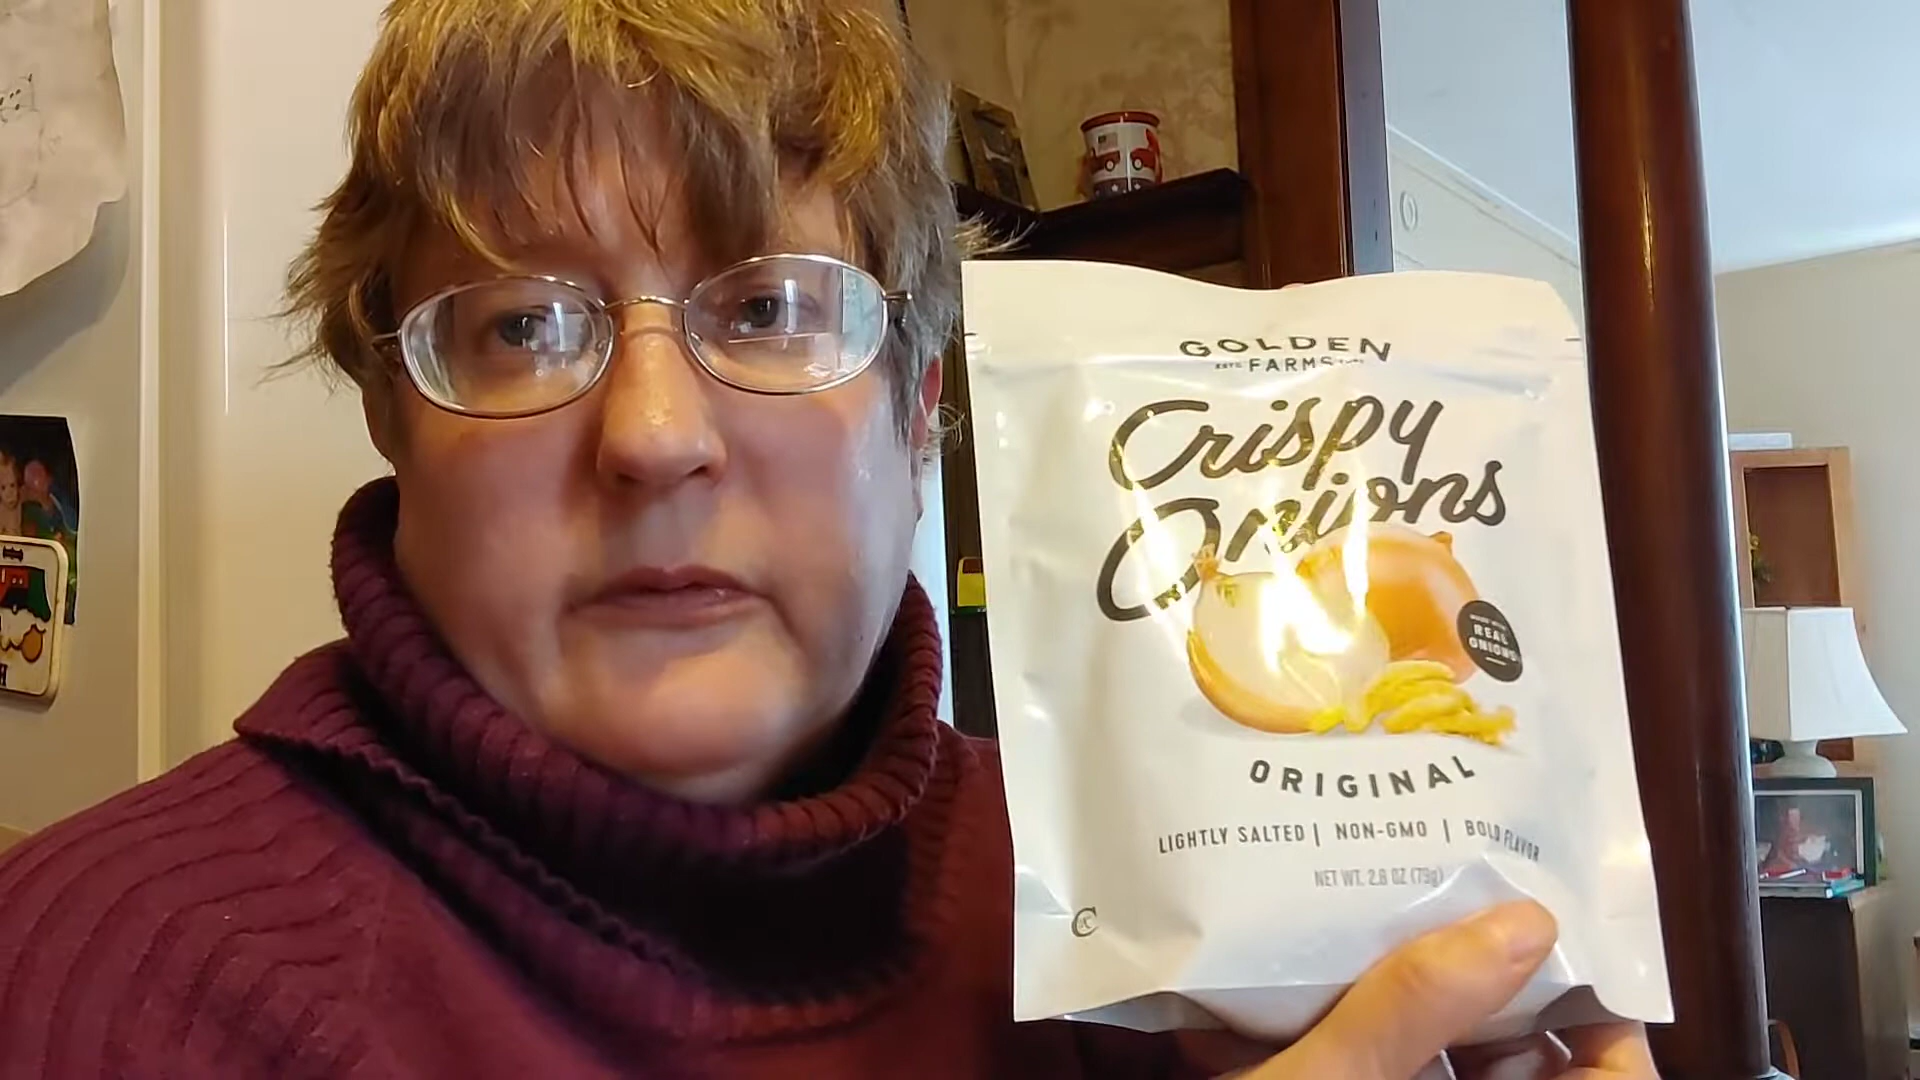 GOLDEN
FARMS
Crispy
Onions
REAL
ONIONS
ORIGINAL
LIGHTLY SALTED | NON-GMO | BOLD FLAVOR
NET WT. 2.8 OZ (79g)